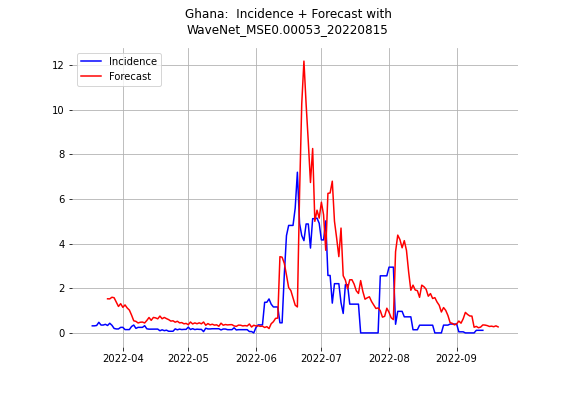 Ghana:  Incidence + Forecast with
WaveNet_MSE0.00053_20220815
Incidence
Forecast
12
10
8
6
4
2
0
2022-04 2022-05 2022-06 2022-07 2022-08 2022-09